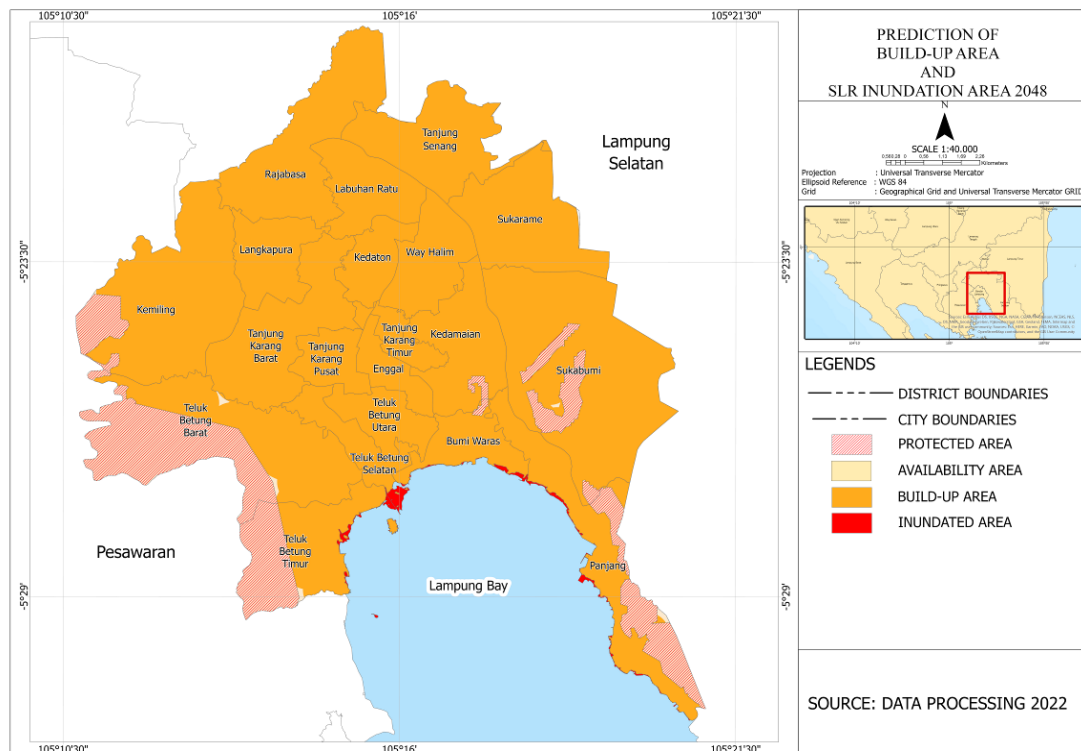 105°10'30"
105°16'
105°21'30"
-5°23'30"
-5°29'
-5°23'30"
-5°29'
Lampung
Selatan
Tanjung
Senang
Rajabasa
Labuhan Ratu
Sukarame
Langkapura
Kedaton
Way Halim
Kemiling
Tanjung
Karang
Barat
Tanjung
Karang
Pusat
Tanjung
Karang
Timur
Enggal
Kedamaian
Sukabumi
Teluk
Betung
Barat
Teluk
Betung
Utara
Bumi Waras
Teluk Betung
Selatan
Pesawaran
Teluk
Betung
Timur
Lampung Bay
Panjang
105°10'30"
105°16'
105°21'30"
PREDICTION OF
BUILD-UP AREA
AND
SLR INUNDATION AREA 2048
N
SCALE 1:40.000
Kilometers
Projection : Universal Transverse Mercator
Ellipsoid Reference : WGS 84
Grid : Geographical Grid and Universal Transverse Mercator GRID
LEGENDS
DISTRICT BOUNDARIES
CITY BOUNDARIES
PROTECTED AREA
AVAILABILITY AREA
BUILD-UP AREA
INUNDATED AREA
SOURCE: DATA PROCESSING 2022